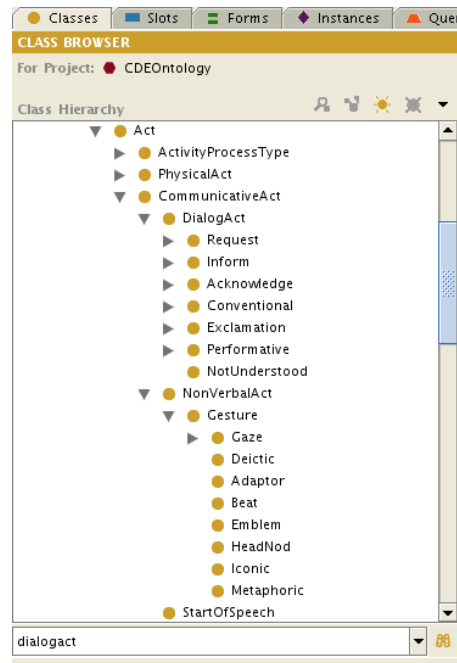 Classes Slots Forms Instances Quer
CLASS BROWSER
For Project: CDEOntology
Class Hierarchy
Act
ActivityProcessType
PhysicalAct
CommunicativeAct
DialogAct
Request
Inform
Acknowledge
Conventional
Exclamation
Performative
NotUnderstood
NonVerbalAct
Gesture
Gaze
Deictic
Adaptor
Beat
Emblem
HeadNod
Iconic
Metaphoric
StartOfSpeech
dialogact